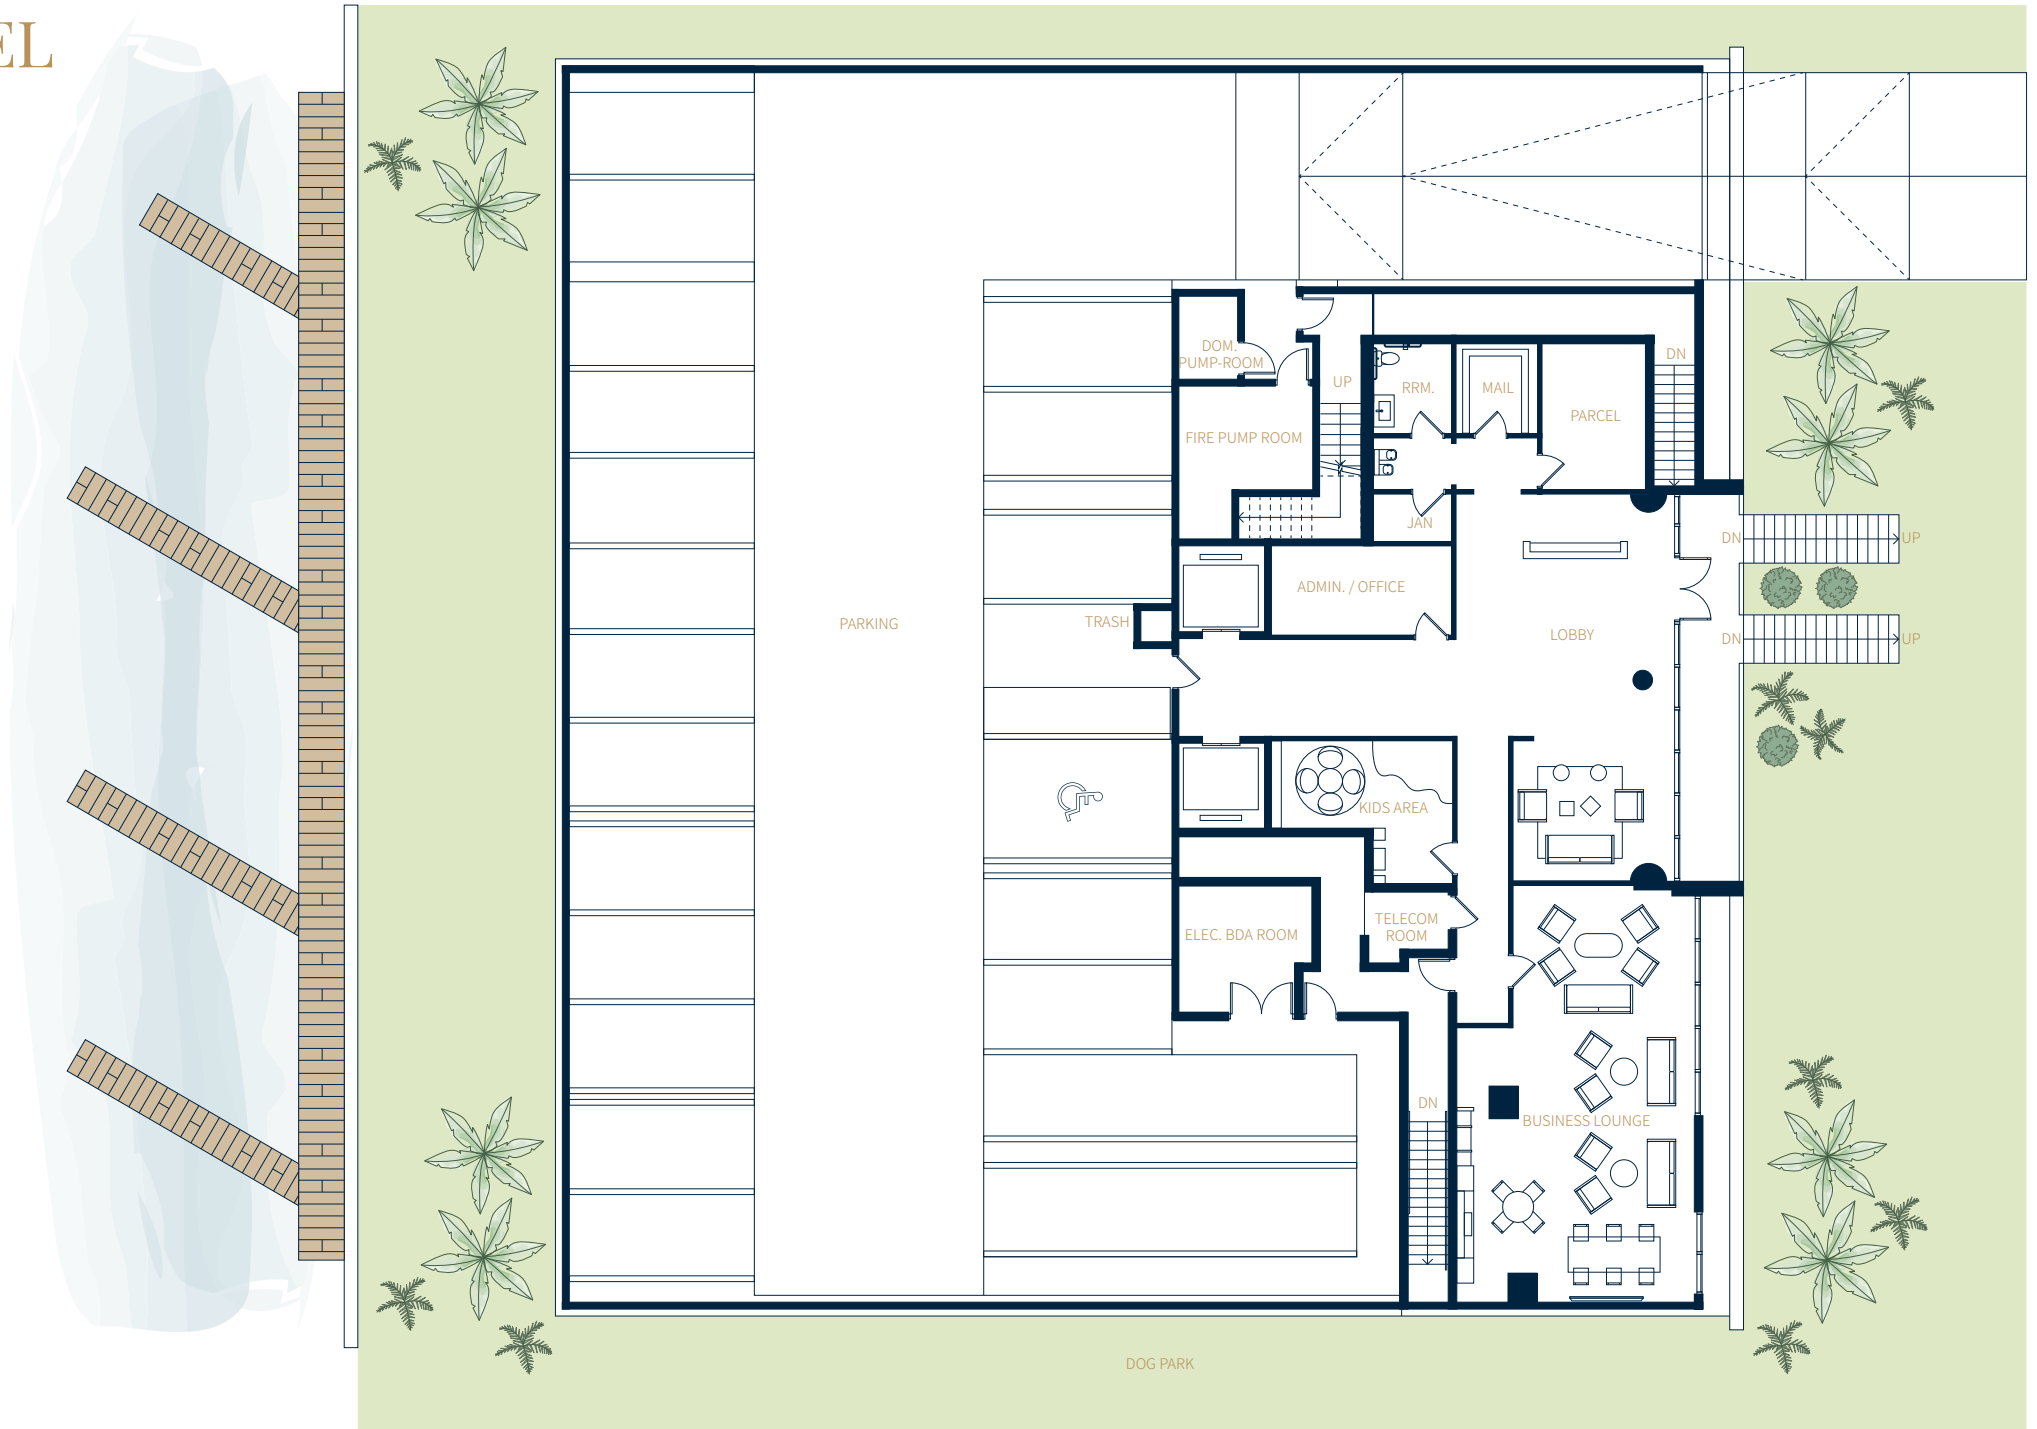 EL
DOM.
PUMP-ROOM
UP
RRM.
MAIL
DN
PARCEL
FIRE PUMP ROOM
JAN
DN
UP
ADMIN. / OFFICE
PARKING
TRASH
LOBBY
DN
UP
KIDS AREA
TELECOM
ROOM
ELEC. BDA ROOM
DN
BUSINESS LOUNGE
DOG PARK